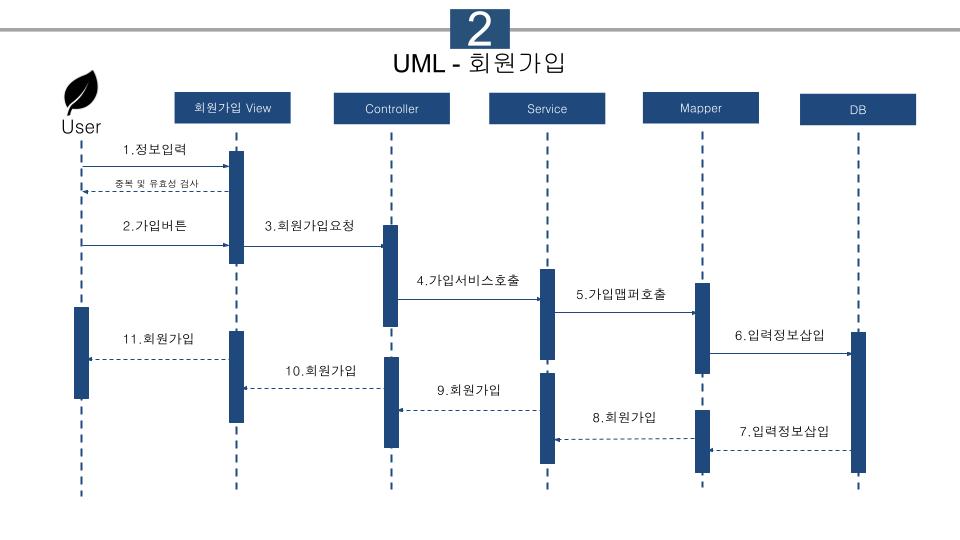 2
UML - 회원가입
User
회원가입 View
Controller
Service
Mapper
DB
1.정보입력
중복 및 유효성 검사
2.가입버튼
3.회원가입요청
4.가입서비스호출
5.가입맵퍼호출
6.입력정보삽입
11.회원가입
10.회원가입
9.회원가입
8.회원가입
7.입력정보삽입